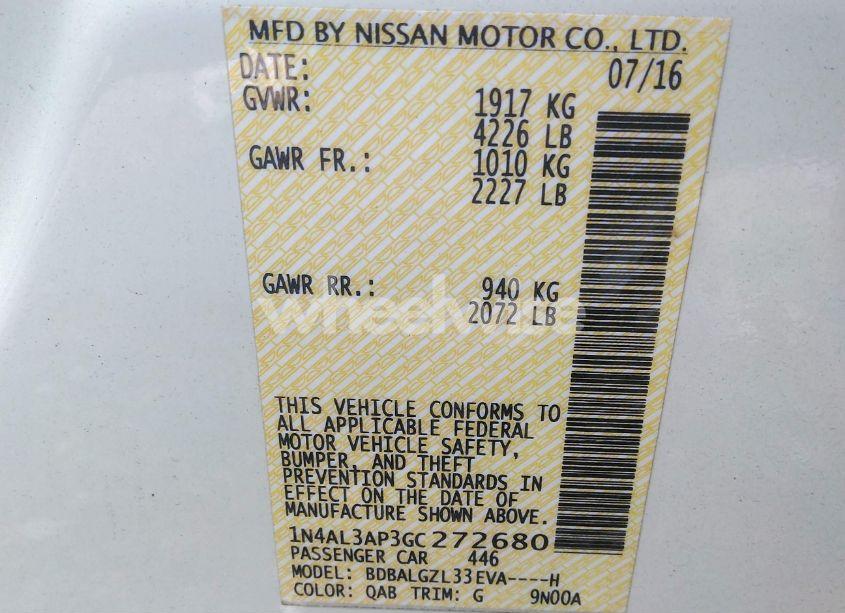 MFD BY NISSAN MOTOR CO., LTD.
DATE: 07/16
GVWR: 1917 KG
4226 LB
GAWR FR.: 1010 KG
2227 LB
GAWR RR.: 940 KG
2072 LB
wheelvage
THIS VEHICLE CONFORMS TO
ALL APPLICABLE FEDERAL
MOTOR VEHICLE SAFETY,
BUMPER, AND THEFT
PREVENTION STANDARDS IN
EFFECT ON THE DATE OF
MANUFACTURE SHOWN ABOVE.
1N4AL3AP3GC272680
PASSENGER CAR 446
MODEL: BDBALGZL33EVA----H
COLOR: QAB TRIM: G 9N00A